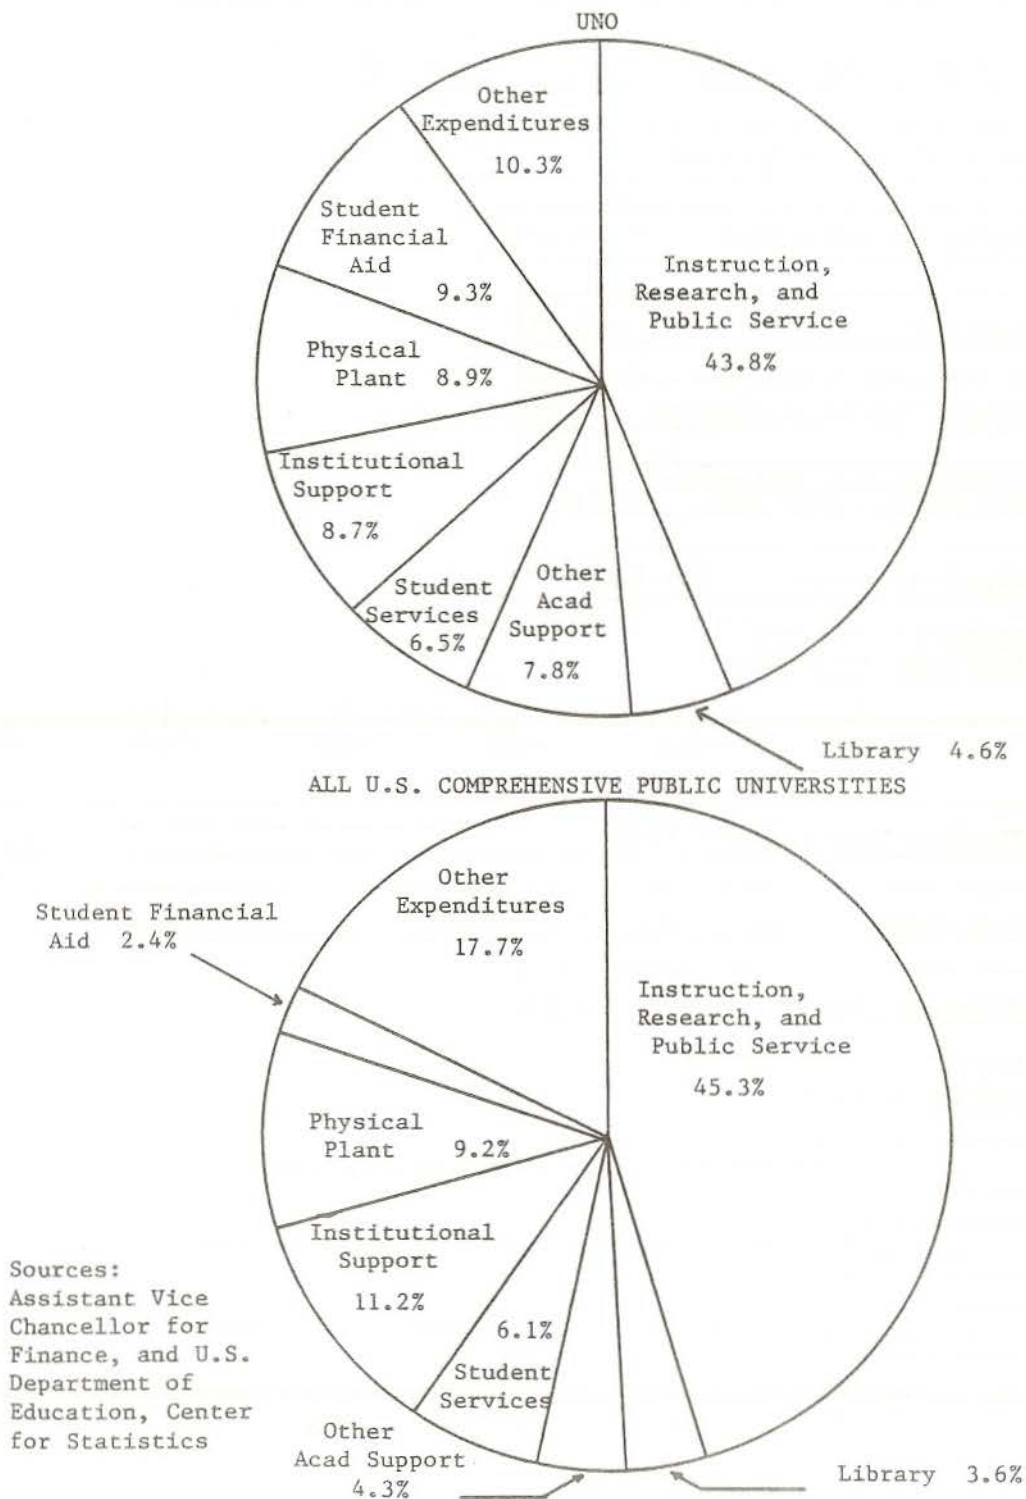 UNO
Other
Expenditures
10.3%
Student
Financial
Aid
9.3%
Instruction,
Research, and
Public Service
43.8%
Physical
Plant 8.9%
Institutional
Support
8.7%
Student
Services
6.5%
Other
Acad
Support
7.8%
Library 4.6%
ALL U.S. COMPREHENSIVE PUBLIC UNIVERSITIES
Other
Expenditures
17.7%
Student Financial
Aid 2.4%
Instruction,
Research, and
Public Service
45.3%
Physical
Plant 9.2%
Institutional
Support
11.2%
6.1%
Student
Services
Other
Acad Support
4.3%
Library 3.6%
Sources:
Assistant Vice
Chancellor for
Finance, and U.S.
Department of
Education, Center
for Statistics